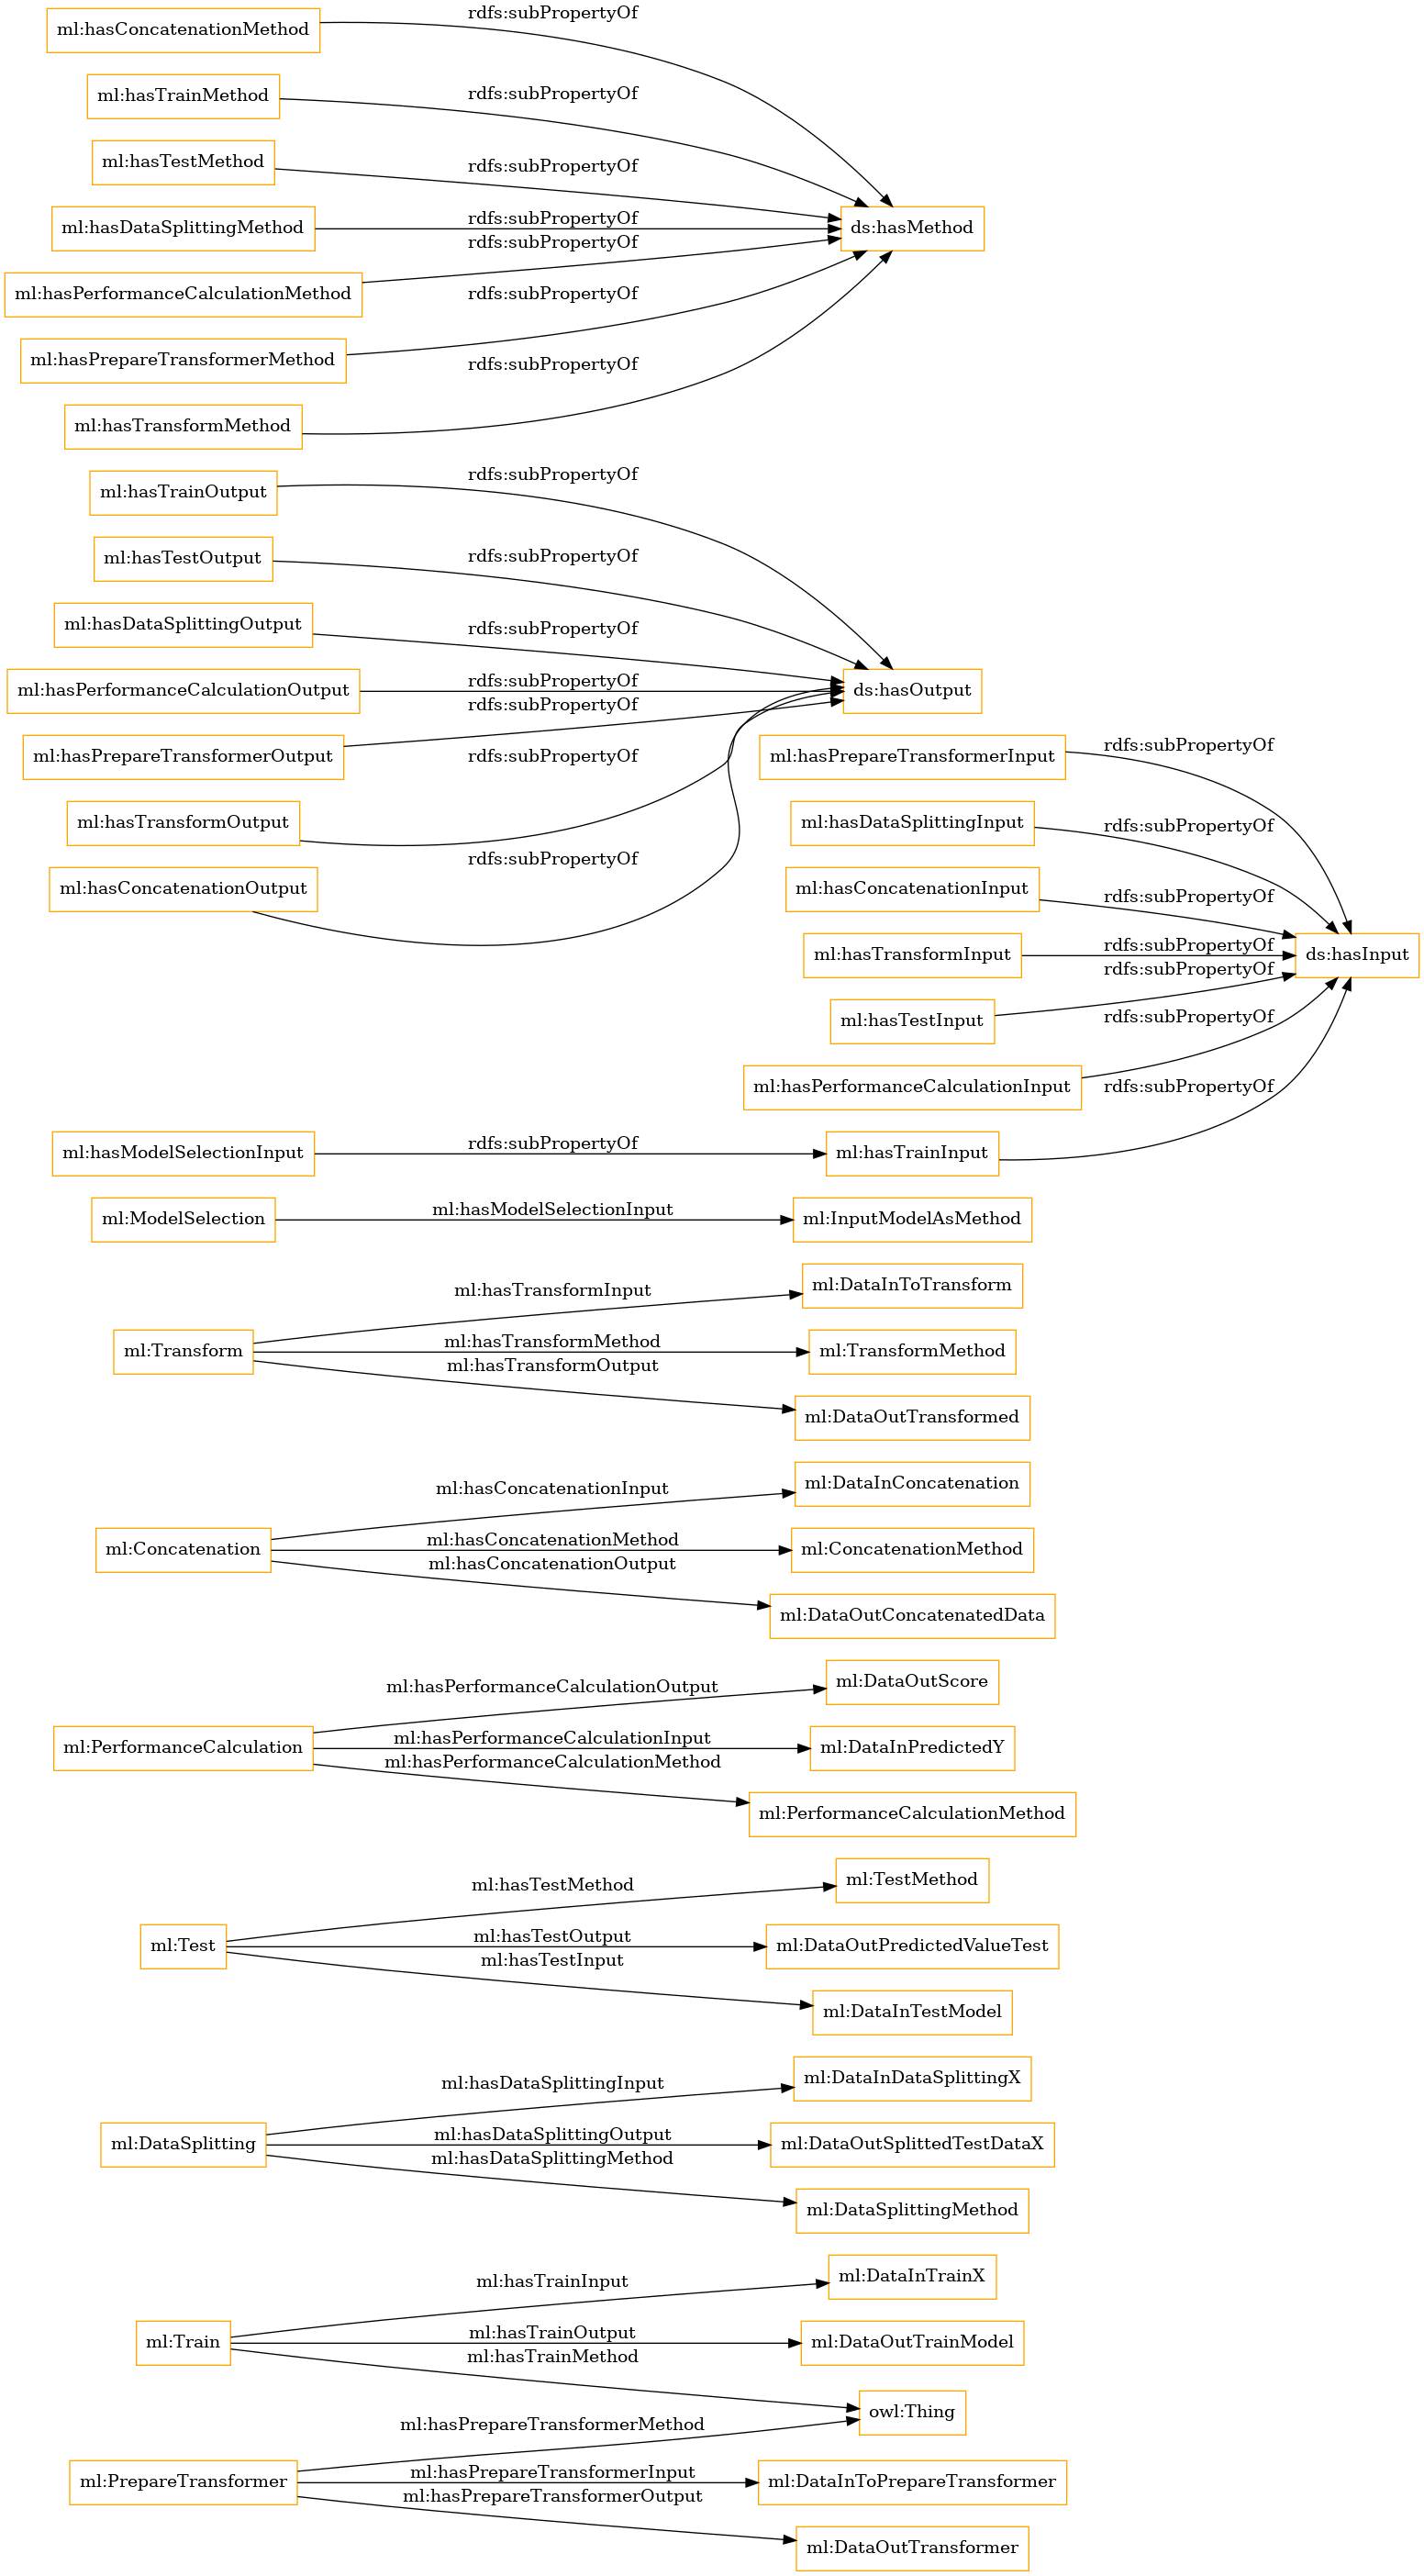 ml:hasConcatenationMethod
rdfs:subPropertyOf
ml:hasTrainMethod
rdfs:subPropertyOf
ml:hasTestMethod
rdfs:subPropertyOf
ml:hasDataSplittingMethod
rdfs:subPropertyOf
ds:hasMethod
rdfs:subPropertyOf
ml:hasPerformanceCalculationMethod
rdfs:subPropertyOf
ml:hasPrepareTransformerMethod
rdfs:subPropertyOf
ml:hasTransformMethod
rdfs:subPropertyOf
ml:hasTrainOutput
rdfs:subPropertyOf
ml:hasTestOutput
rdfs:subPropertyOf
ml:hasDataSplittingOutput
rdfs:subPropertyOf
ml:hasPerformanceCalculationOutput
ds:hasOutput
rdfs:subPropertyOf
ml:hasPrepareTransformerOutput
rdfs:subPropertyOf
ml:hasPrepareTransformerInput
rdfs:subPropertyOf
ml:hasTransformOutput
ml:hasDataSplittingInput
rdfs:subPropertyOf
rdfs:subPropertyOf
ml:hasConcatenationOutput
ml:hasConcatenationInput
rdfs:subPropertyOf
ml:hasTransformInput
rdfs:subPropertyOf
ds:hasInput
rdfs:subPropertyOf
ml:hasTestInput
rdfs:subPropertyOf
ml:hasPerformanceCalculationInput
rdfs:subPropertyOf
ml:hasModelSelectionInput
rdfs:subPropertyOf
ml:hasTrainInput
ml:ModelSelection
ml:hasModelSelectionInput
ml:InputModelAsMethod
ml:hasTransformInput
ml:DataInToTransform
ml:Transform
ml:hasTransformMethod
ml:TransformMethod
ml:hasTransformOutput
ml:DataOutTransformed
ml:hasConcatenationInput
ml:DataInConcatenation
ml:Concatenation
ml:hasConcatenationMethod
ml:ConcatenationMethod
ml:hasConcatenationOutput
ml:DataOutConcatenatedData
ml:hasPerformanceCalculationOutput
ml:DataOutScore
ml:PerformanceCalculation
ml:hasPerformanceCalculationInput
ml:DataInPredictedY
ml:hasPerformanceCalculationMethod
ml:PerformanceCalculationMethod
ml:hasTestMethod
ml:TestMethod
ml:Test
ml:hasTestOutput
ml:DataOutPredictedValueTest
ml:hasTestInput
ml:DataInTestModel
ml:hasDataSplittingInput
ml:DataInDataSplittingX
ml:DataSplitting
ml:hasDataSplittingOutput
ml:DataOutSplittedTestDataX
ml:hasDataSplittingMethod
ml:DataSplittingMethod
ml:hasTrainInput
ml:DataInTrainX
ml:Train
ml:hasTrainOutput
ml:DataOutTrainModel
ml:hasTrainMethod
owl:Thing
ml:hasPrepareTransformerMethod
ml:PrepareTransformer
ml:hasPrepareTransformerInput
ml:DataInToPrepareTransformer
ml:hasPrepareTransformerOutput
ml:DataOutTransformer